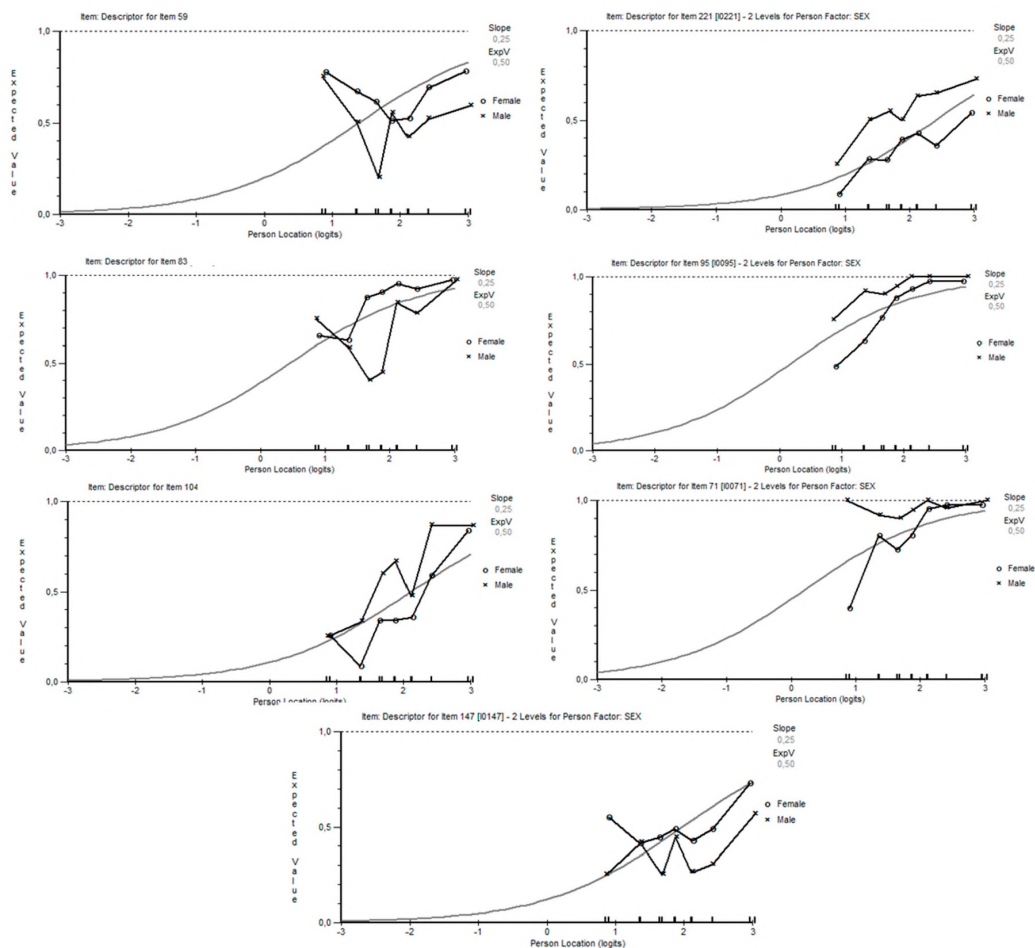 Item: Descriptor for Item 59
Slope
0,25
ExpV
0,50
Expected Value
1,0
0,5
0,0
-3 -2 -1 0 1 2 3
Person Location (logits)
Female
Male
Item: Descriptor for Item 221 [I0221] - 2 Levels for Person Factor: SEX
Slope
0,25
ExpV
0,50
Expected Value
1,0
0,5
0,0
-3 -2 -1 0 1 2 3
Person Location (logits)
Female
Male
Item: Descriptor for Item 83
Slope
0,25
ExpV
0,50
Expected Value
1,0
0,5
0,0
-3 -2 -1 0 1 2 3
Person Location (logits)
Female
Male
Item: Descriptor for Item 95 [I0095] - 2 Levels for Person Factor: SEX
Slope
0,25
ExpV
0,50
Expected Value
1,0
0,5
0,0
-3 -2 -1 0 1 2 3
Person Location (logits)
Female
Male
Item: Descriptor for Item 104
Slope
0,25
ExpV
0,50
Expected Value
1,0
0,5
0,0
-3 -2 -1 0 1 2 3
Person Location (logits)
Female
Male
Item: Descriptor for Item 71 [I0071] - 2 Levels for Person Factor: SEX
Slope
0,25
ExpV
0,50
Expected Value
1,0
0,5
0,0
-3 -2 -1 0 1 2 3
Person Location (logits)
Female
Male
Item: Descriptor for Item 147 [I0147] - 2 Levels for Person Factor: SEX
Slope
0,25
ExpV
0,50
Expected Value
1,0
0,5
0,0
-3 -2 -1 0 1 2 3
Person Location (logits)
Female
Male